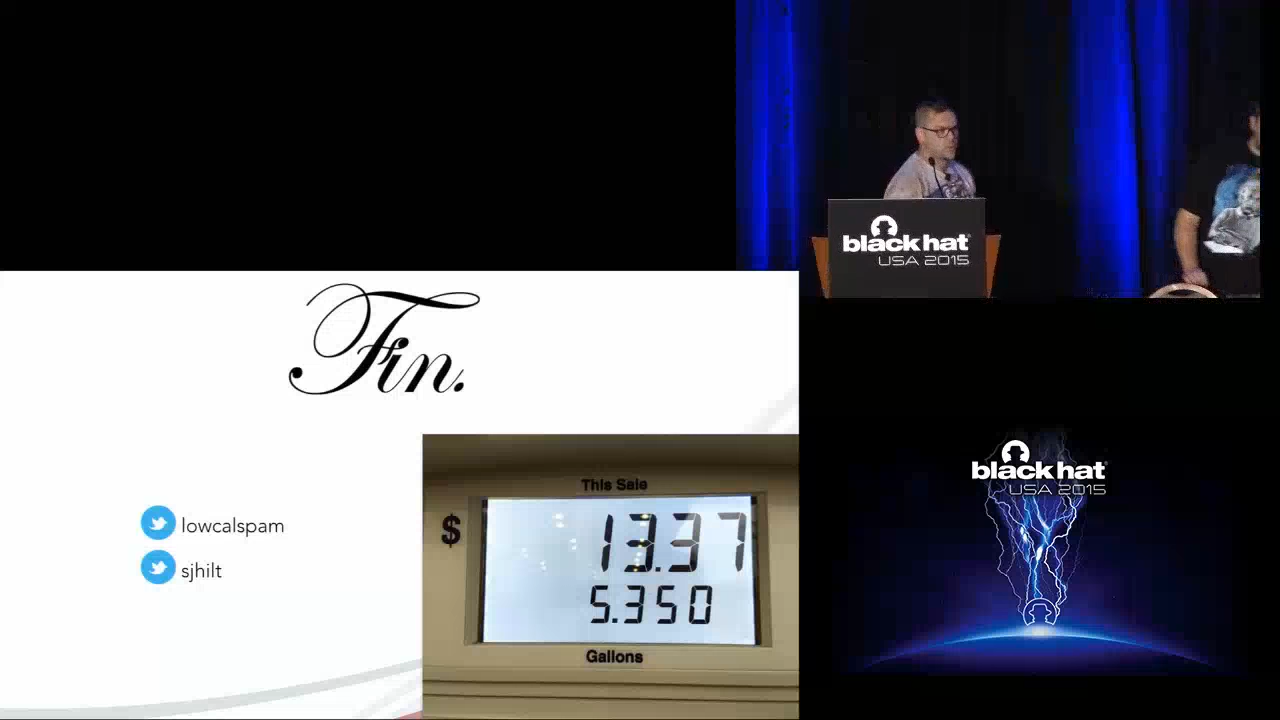 black hat
USA 2015
Fin.
lowcalspam
sjhilt
This Sale
$ 13.37
5.350
Gallons
black hat
USA 2015